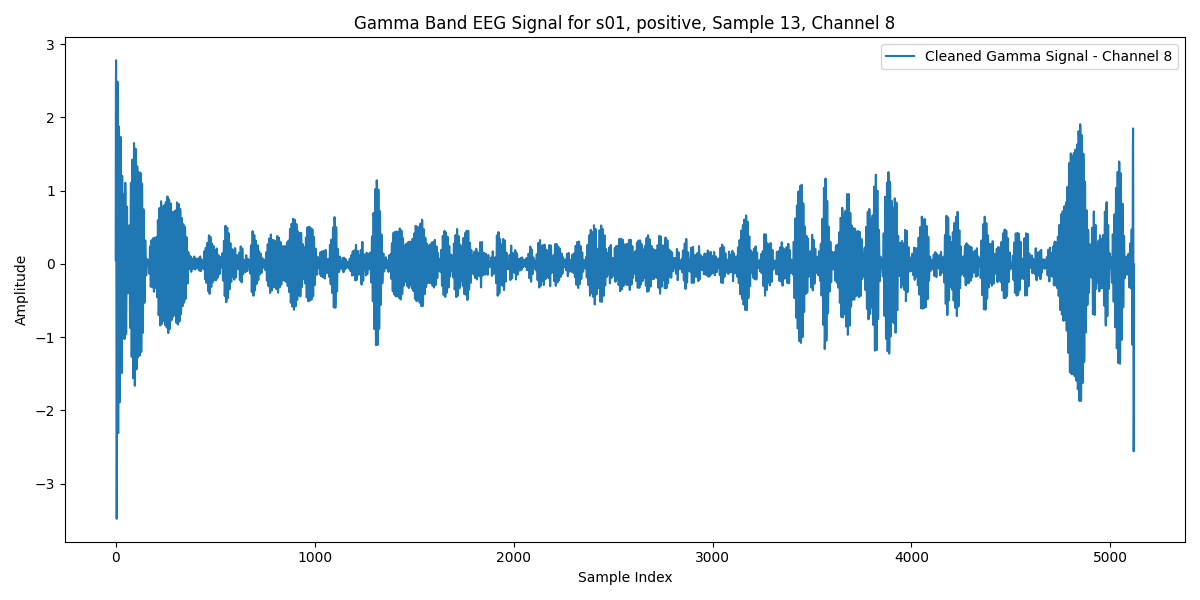 Gamma Band EEG Signal for s01, positive, Sample 13, Channel 8
Cleaned Gamma Signal - Channel 8
Amplitude
3
2
1
0
−1
−2
−3
0 1000 2000 3000 4000 5000
Sample Index